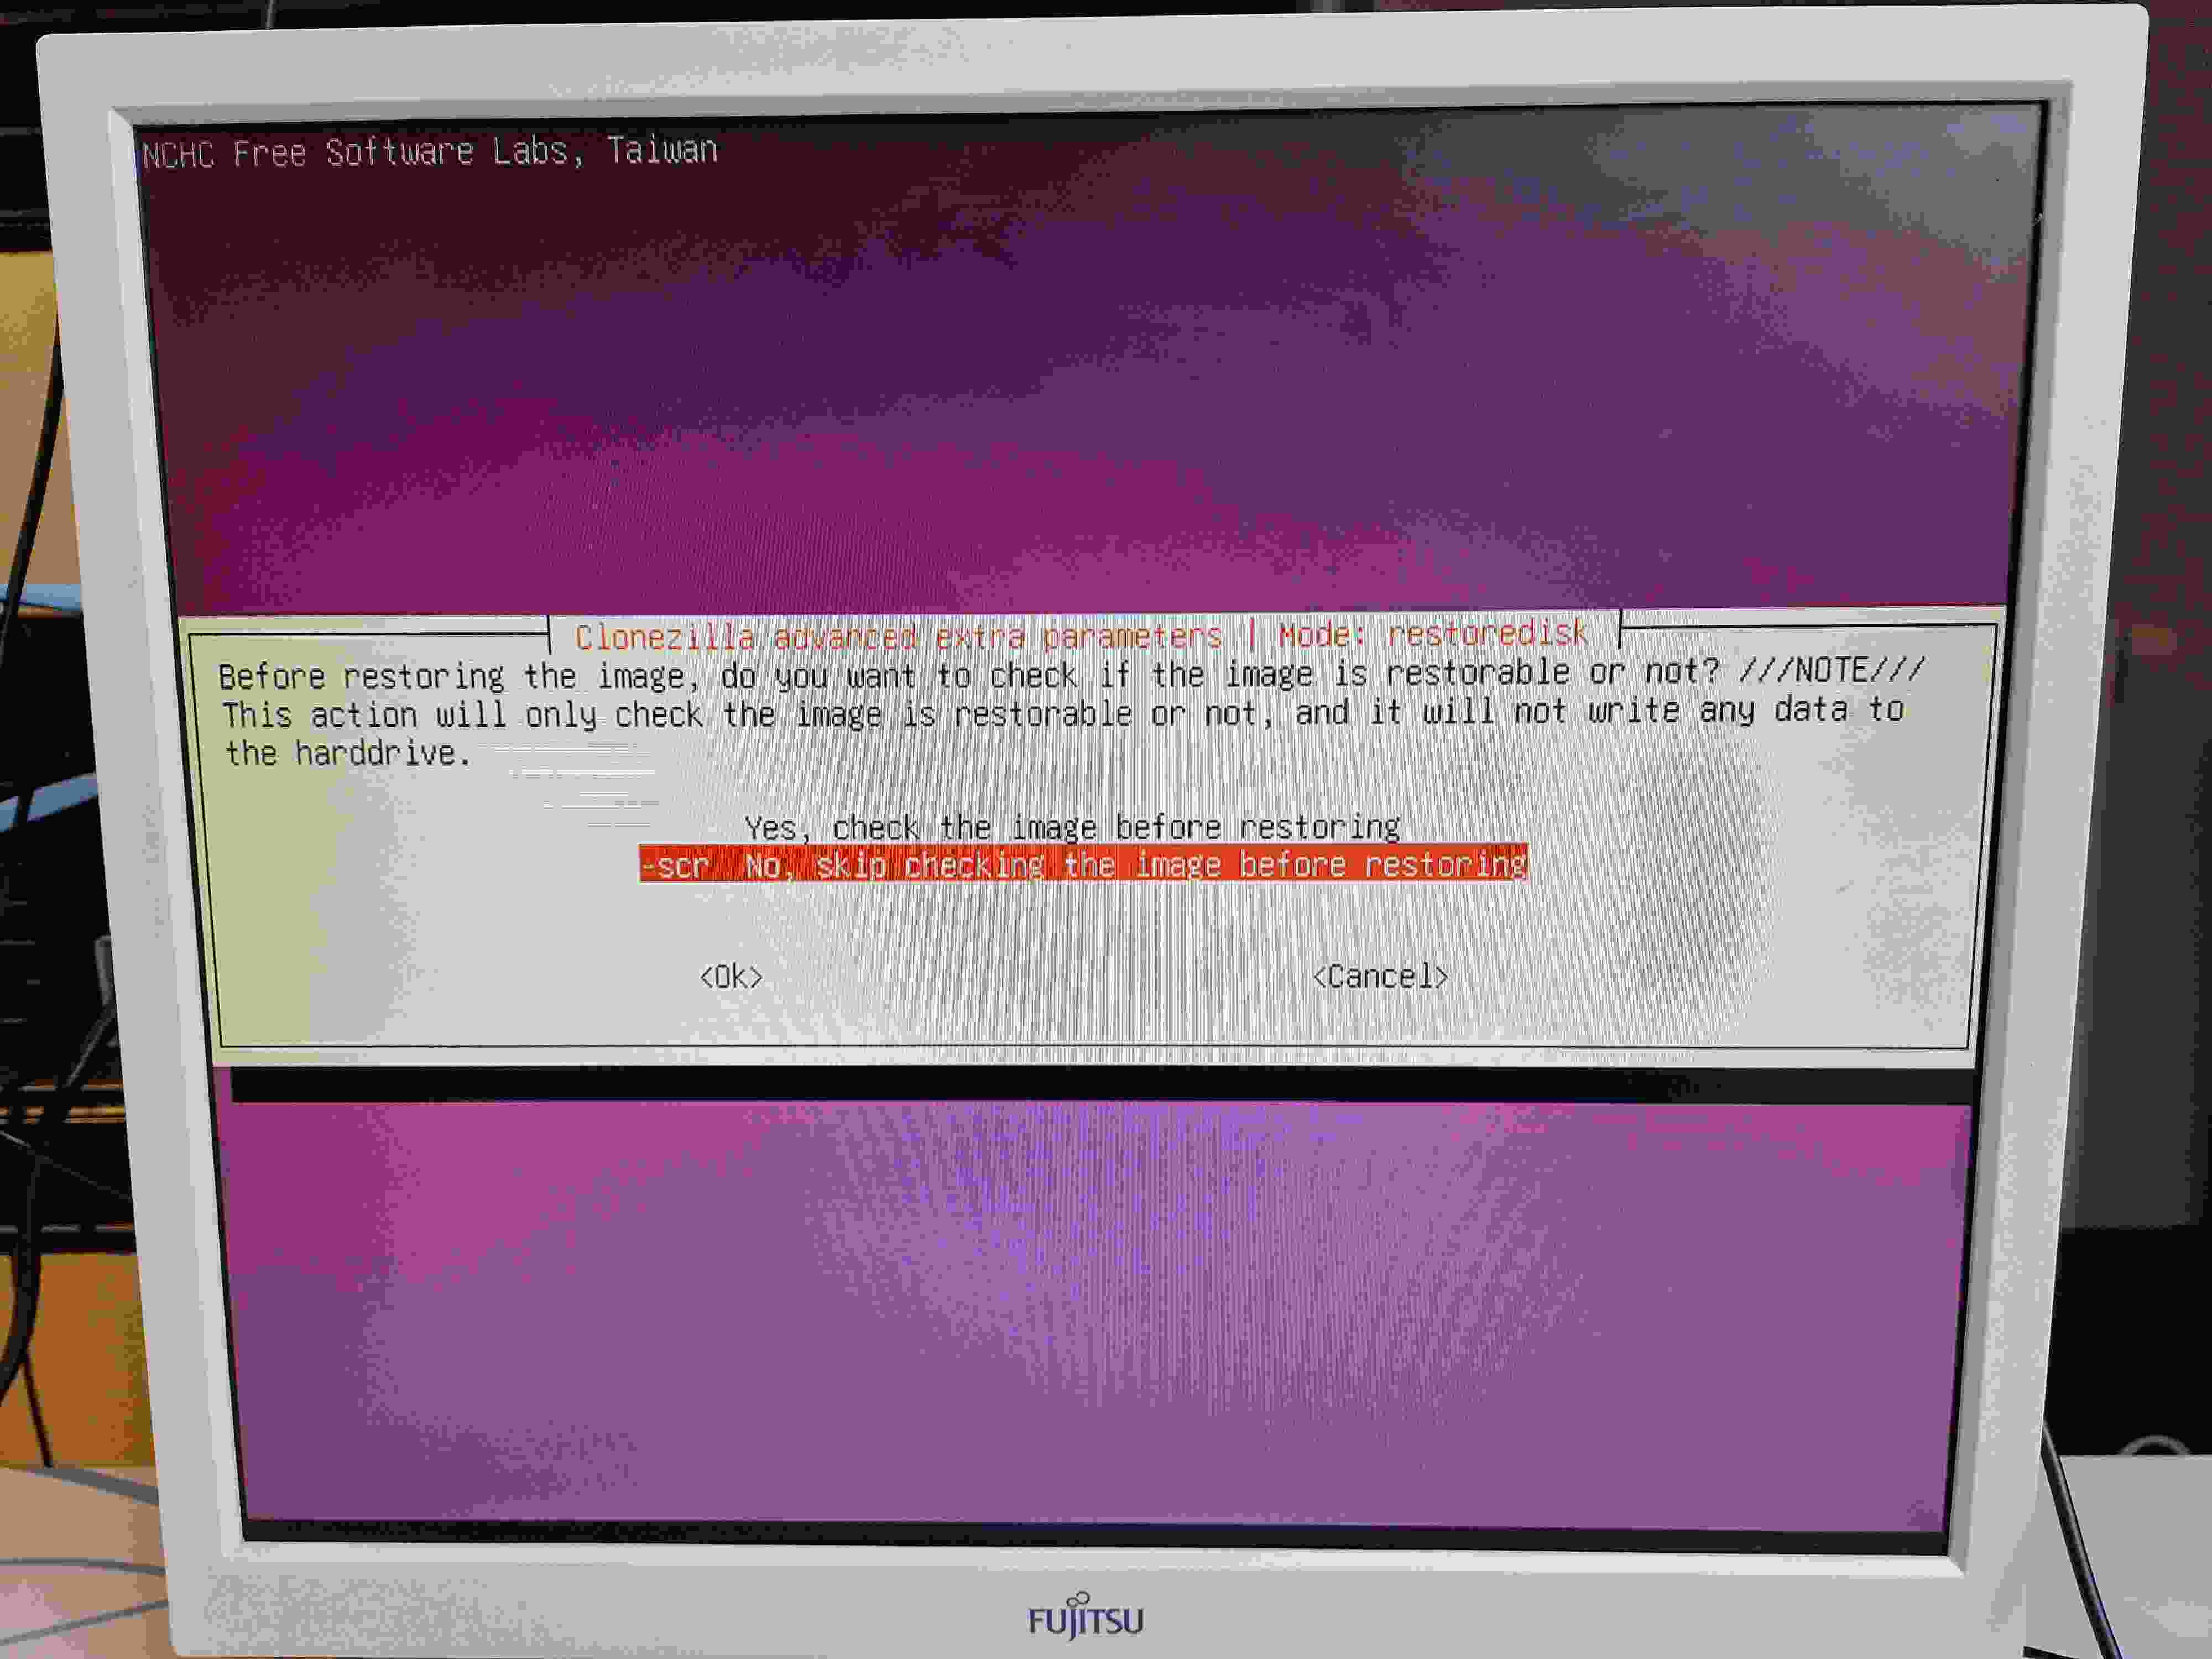 NCHC Free Software Labs, Taiwan
Clonezilla advanced extra parameters | Mode: restoredisk
Before restoring the image, do you want to check if the image is restorable or not? ///NOTE///
This action will only check the image is restorable or not, and it will not write any data to
the harddrive.
Yes, check the image before restoring
-scr No, skip checking the image before restoring
<Ok> <Cancel>
FUJITSU